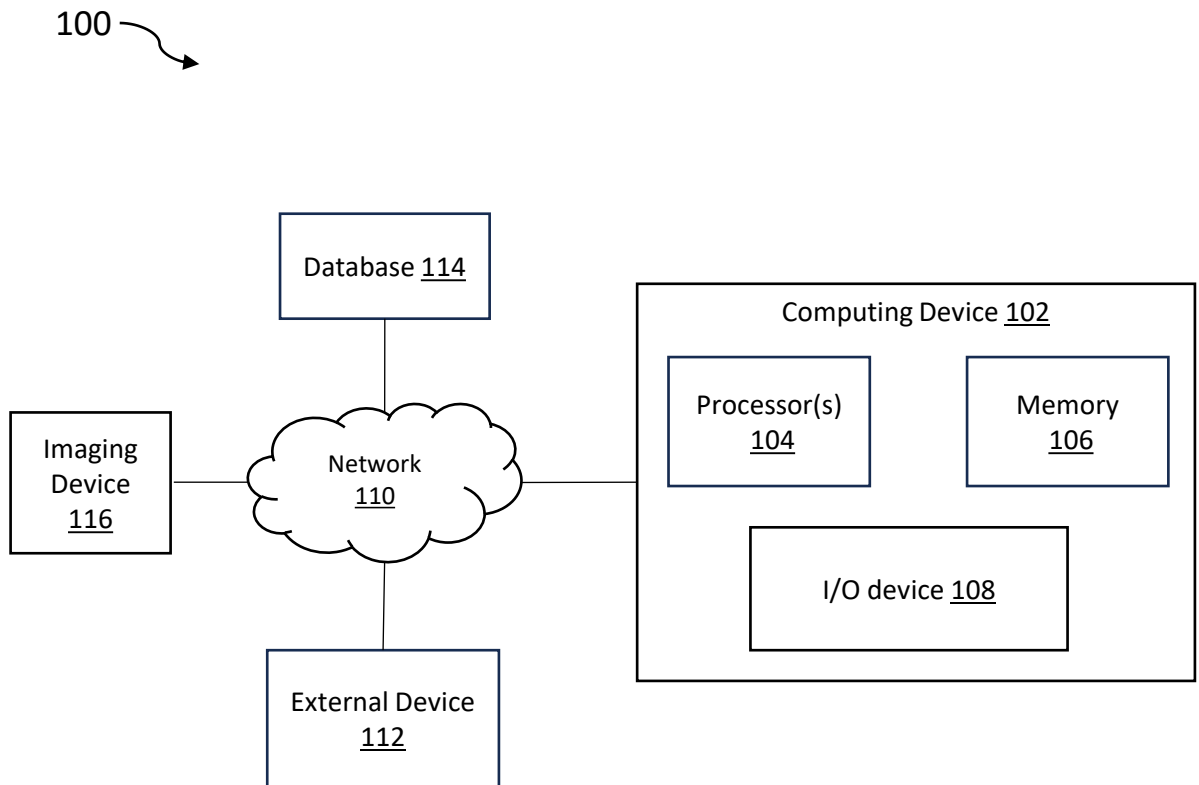 100
Database 114
Computing Device 102
Processor(s)
104
Memory
106
Imaging
Device
116
Network
110
I/O device 108
External Device
112